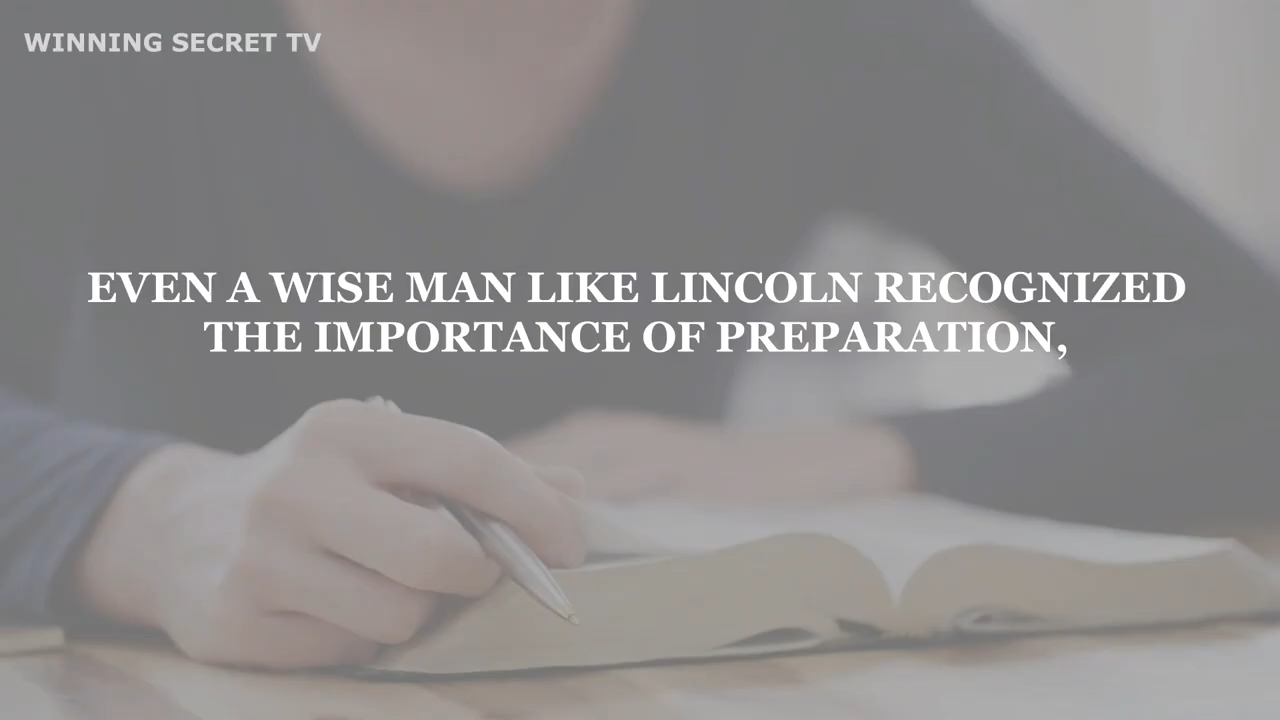 WINNING SECRET TV
EVEN A WISE MAN LIKE LINCOLN RECOGNIZED
THE IMPORTANCE OF PREPARATION,